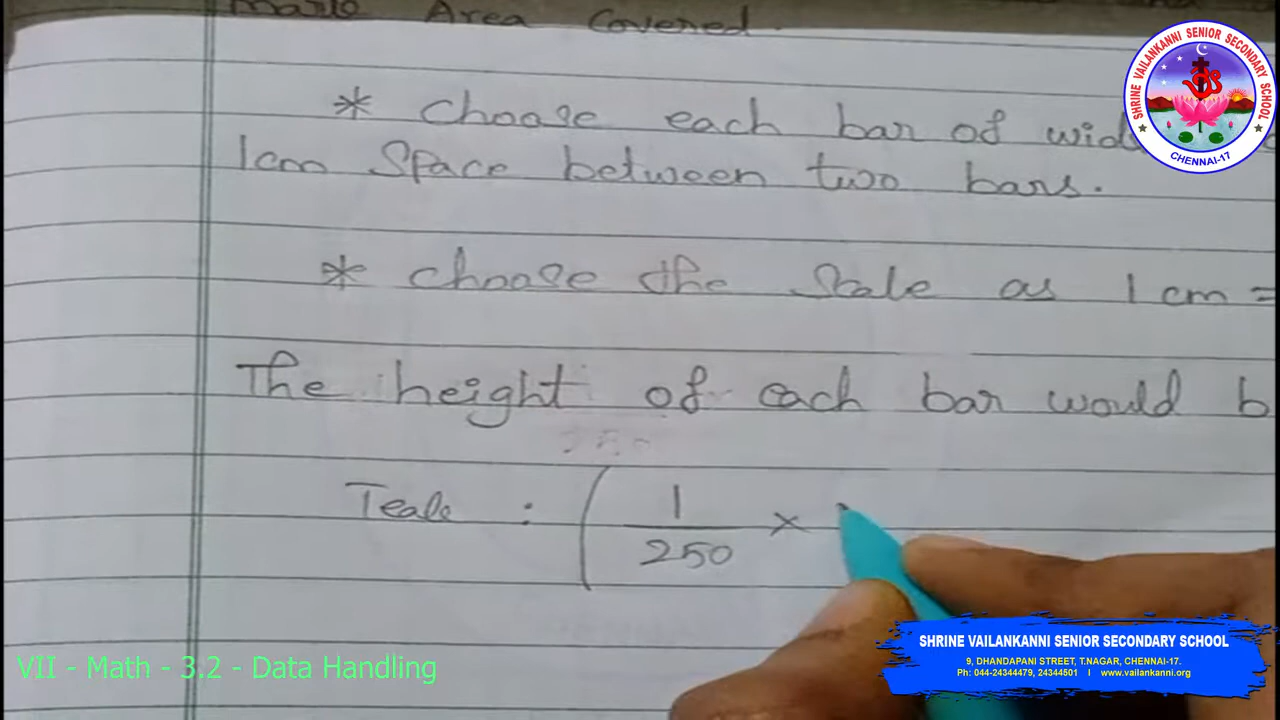 Area Covered.
* Choose each bar of wid
1cm Space between two bars.
* Choose the Scale as 1 cm =
The height of each bar would b
Teale : ( 1/250 ×
SHRINE VAILANKANNI SENIOR SECONDARY SCHOOL
CHENNAI-17
VII - Math - 3.2 - Data Handling
SHRINE VAILANKANNI SENIOR SECONDARY SCHOOL
9, DHANDAPANI STREET, T.NAGAR, CHENNAI-17.
Ph: 044-24344479, 24344501 I www.vailankanni.org